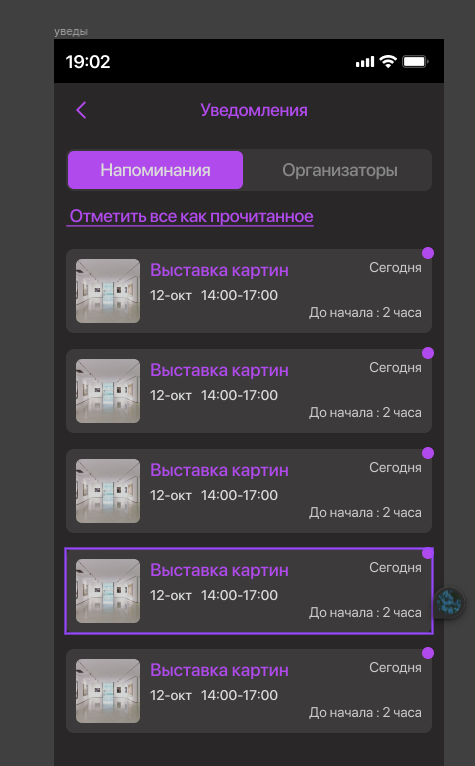 уведы
19:02
Уведомления
Напоминания Организаторы
Отметить все как прочитанное
Выставка картин Сегодня
12-окт 14:00-17:00
До начала : 2 часа
Выставка картин Сегодня
12-окт 14:00-17:00
До начала : 2 часа
Выставка картин Сегодня
12-окт 14:00-17:00
До начала : 2 часа
Выставка картин Сегодня
12-окт 14:00-17:00
До начала : 2 часа
Выставка картин Сегодня
12-окт 14:00-17:00
До начала : 2 часа